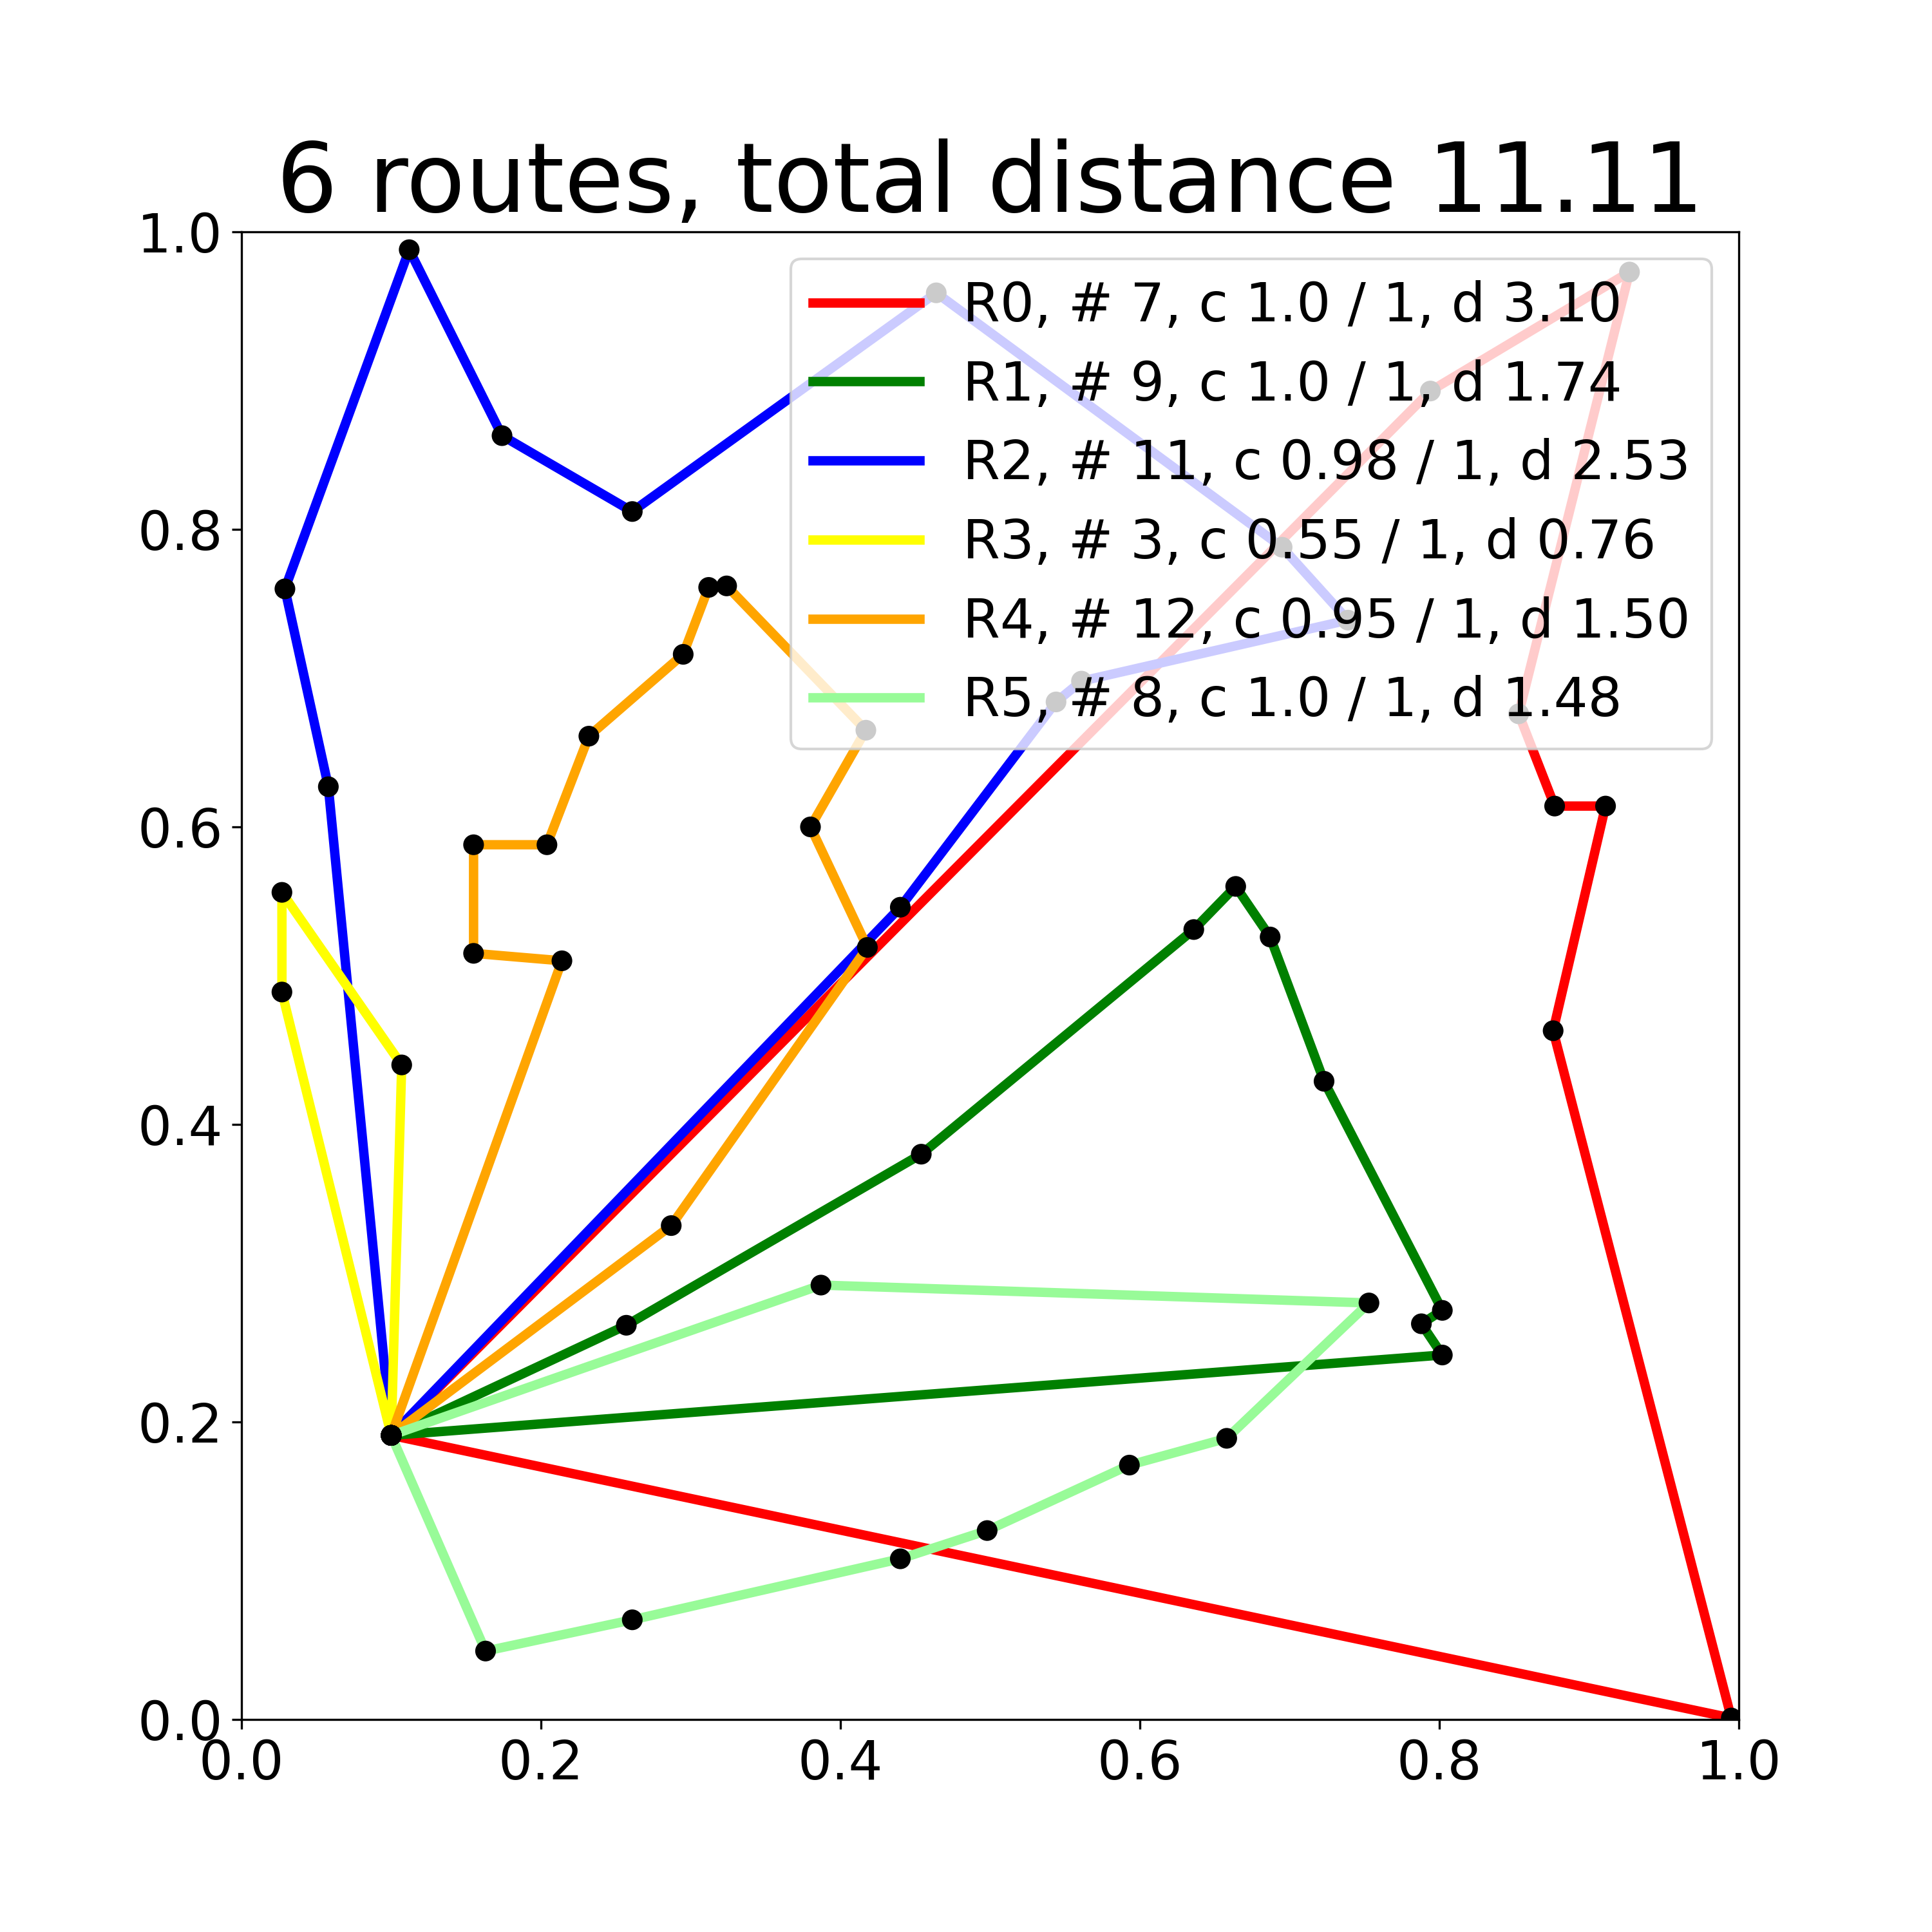 6 routes, total distance 11.11
R0, # 7, c 1.0 / 1, d 3.10
R1, # 9, c 1.0 / 1, d 1.74
R2, # 11, c 0.98 / 1, d 2.53
R3, # 3, c 0.55 / 1, d 0.76
R4, # 12, c 0.95 / 1, d 1.50
R5, # 8, c 1.0 / 1, d 1.48
1.0
0.8
0.6
0.4
0.2
0.0
0.0 0.2 0.4 0.6 0.8 1.0